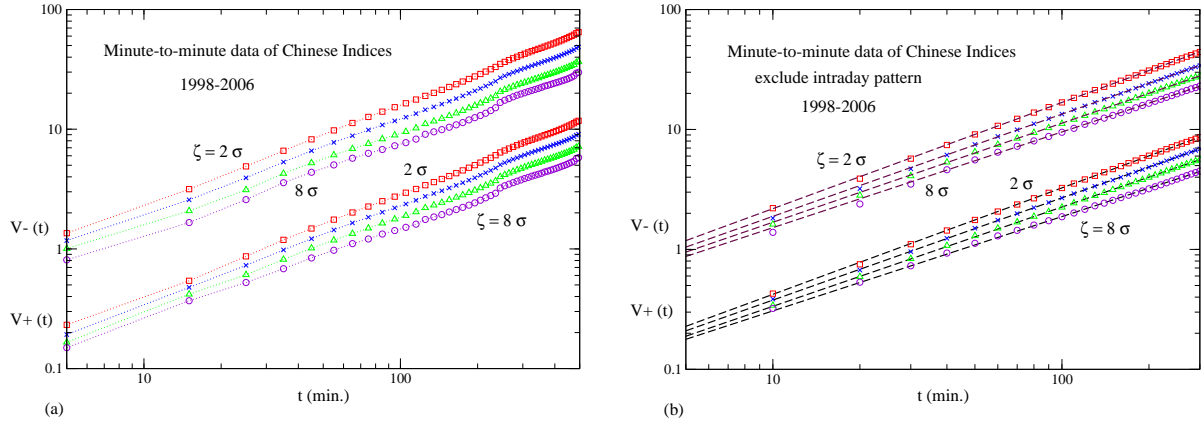 100
10
1
0.1
V- (t)
V+ (t)
Minute-to-minute data of Chinese Indices
1998-2006
ζ = 2 σ
8 σ
2 σ
ζ = 8 σ
10
100
t (min.)
(a)
100
10
1
0.1
V- (t)
V+ (t)
Minute-to-minute data of Chinese Indices
exclude intraday pattern
1998-2006
ζ = 2 σ
8 σ
2 σ
ζ = 8 σ
10
100
t (min.)
(b)